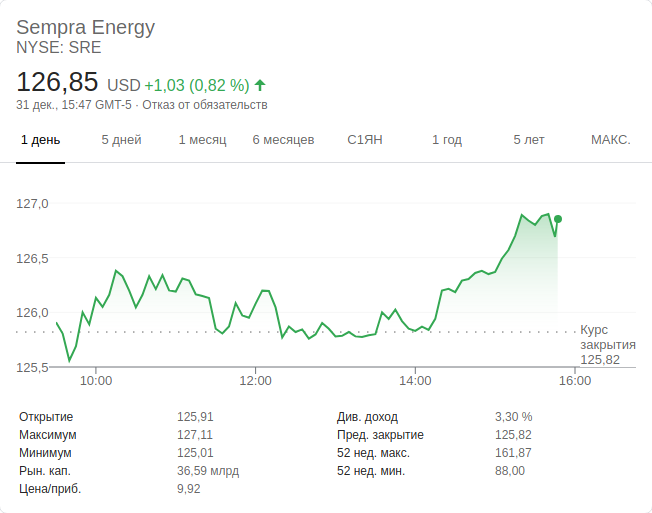 Sempra Energy
NYSE: SRE
126,85 USD +1,03 (0,82 %)
31 дек., 15:47 GMT-5 · Отказ от обязательств
1 день 5 дней 1 месяц 6 месяцев С1ЯН 1 год 5 лет МАКС.
127,0
126,5
126,0
125,5
Курс
закрытия
125,82
10:00 12:00 14:00 16:00
Открытие 125,91
Максимум 127,11
Минимум 125,01
Рын. кап. 36,59 млрд
Цена/приб. 9,92
Див. доход 3,30 %
Пред. закрытие 125,82
52 нед. макс. 161,87
52 нед. мин. 88,00